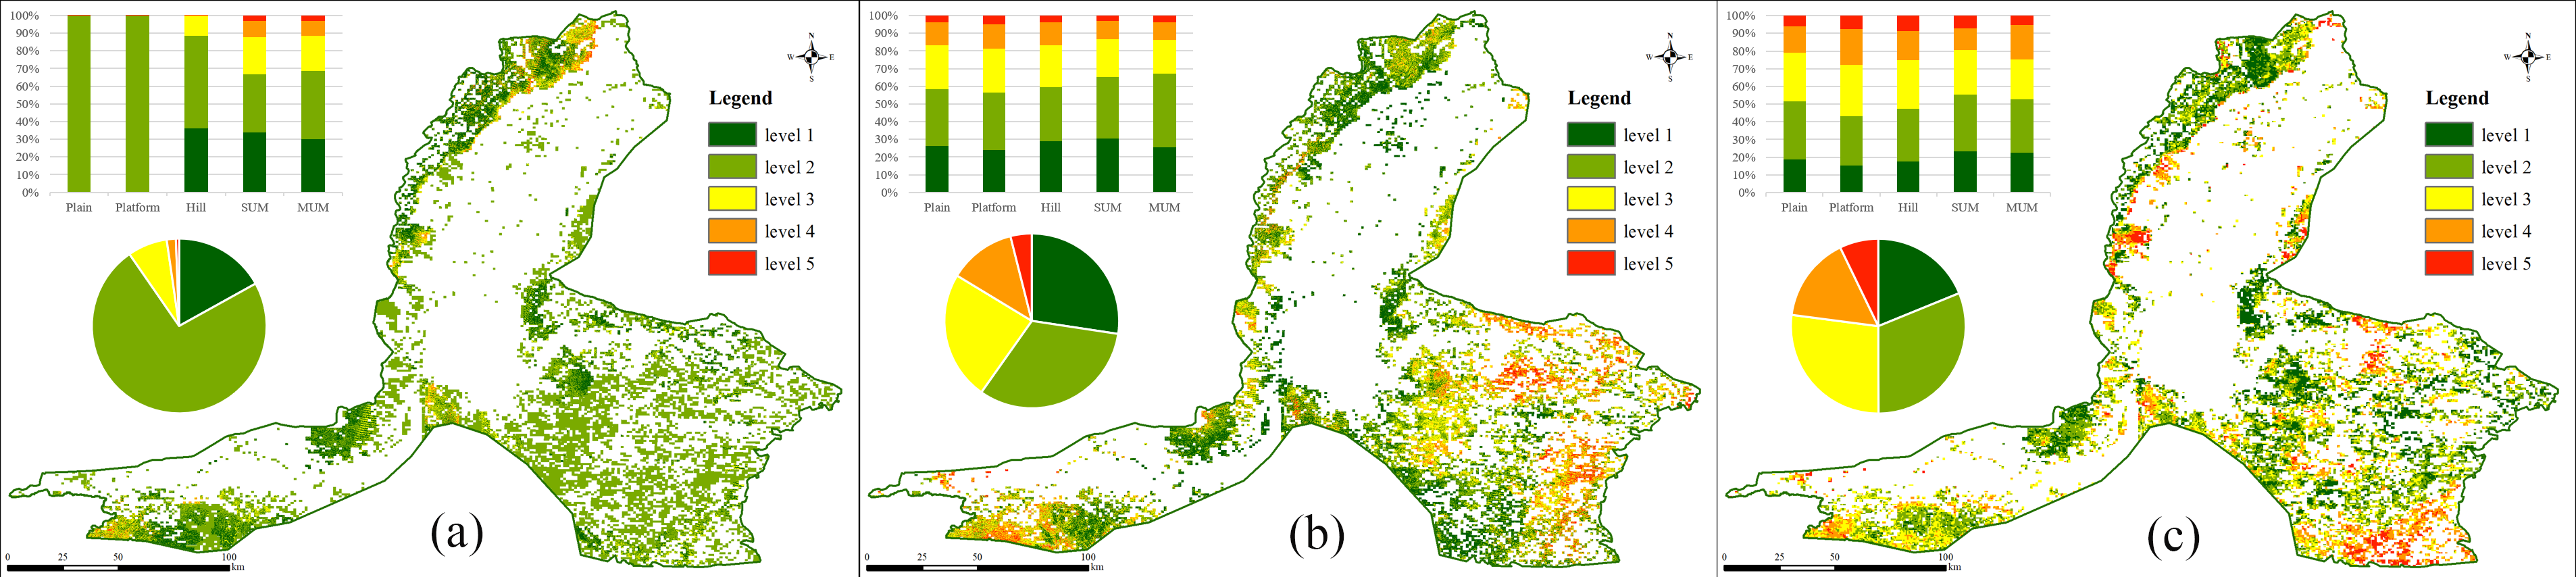 100%
90%
80%
70%
60%
50%
40%
30%
20%
10%
0%
Plain Platform Hill SUM MUM
N
W E
S
Legend
level 1
level 2
level 3
level 4
level 5
(a)
0 25 50 100
km
100%
90%
80%
70%
60%
50%
40%
30%
20%
10%
0%
Plain Platform Hill SUM MUM
N
W E
S
Legend
level 1
level 2
level 3
level 4
level 5
(b)
0 25 50 100
km
100%
90%
80%
70%
60%
50%
40%
30%
20%
10%
0%
Plain Platform Hill SUM MUM
N
W E
S
Legend
level 1
level 2
level 3
level 4
level 5
(c)
0 25 50 100
km